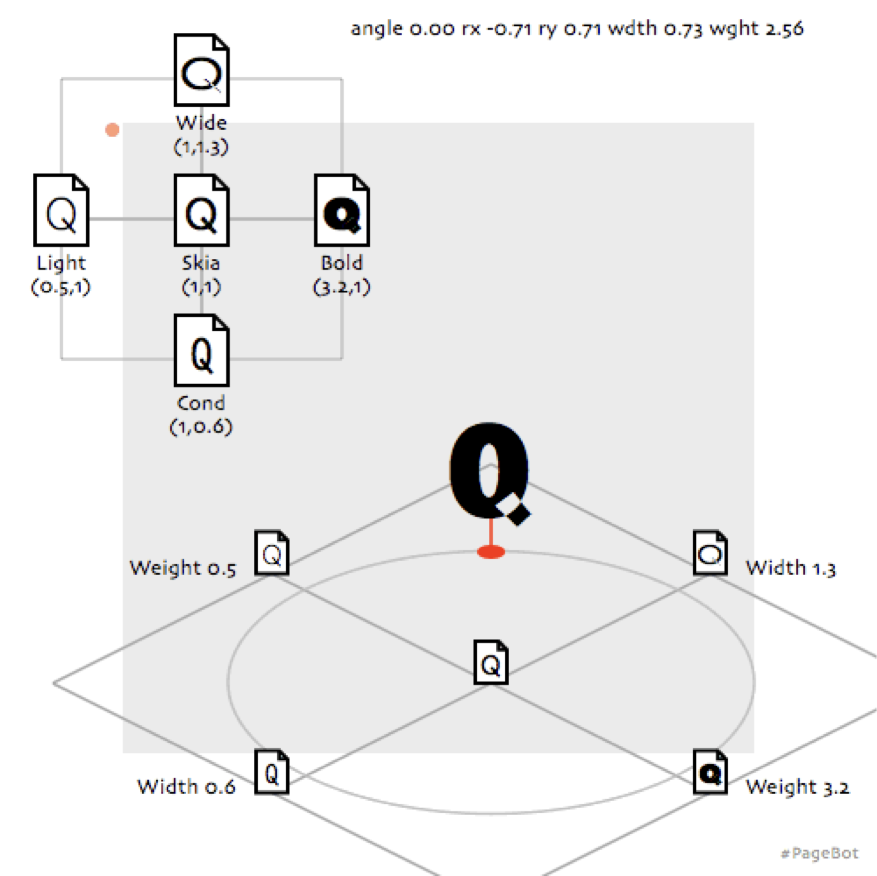 angle 0.00 rx -0.71 ry 0.71 wdth 0.73 wght 2.56
Q
Wide
(1,1.3)
Q
Q
Q
Light
Skia
Bold
(0.5,1)
(1,1)
(3.2,1)
Q
Cond
(1,0.6)
Q
Q
Q
Weight 0.5
Width 1.3
Q
Q
Q
Width 0.6
Weight 3.2
#PageBot